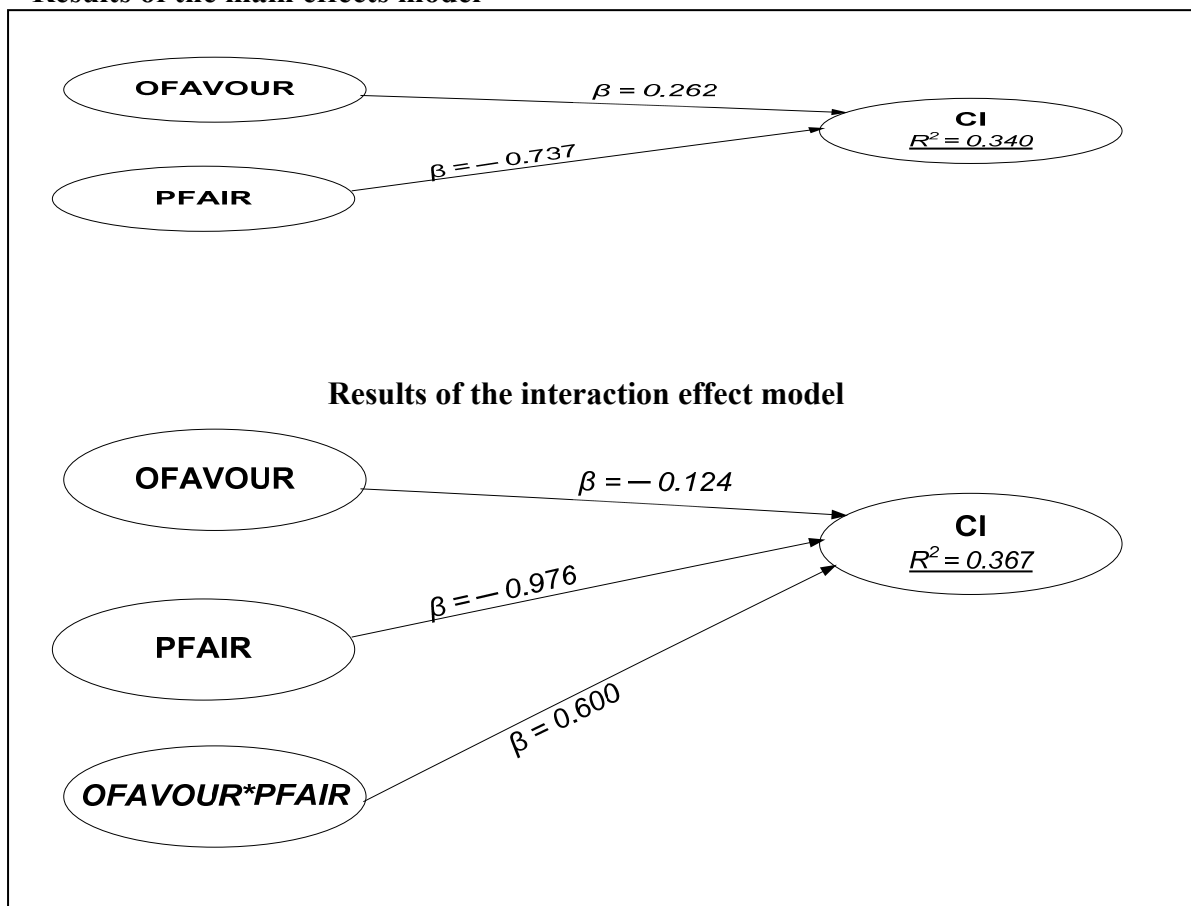 Results of the main effects model
OFAVOUR
β = 0.262
CI
R² = 0.340
β = — 0.737
PFAIR
Results of the interaction effect model
OFAVOUR
β = — 0.124
CI
R² = 0.367
β = — 0.976
PFAIR
β = 0.600
OFAVOUR*PFAIR